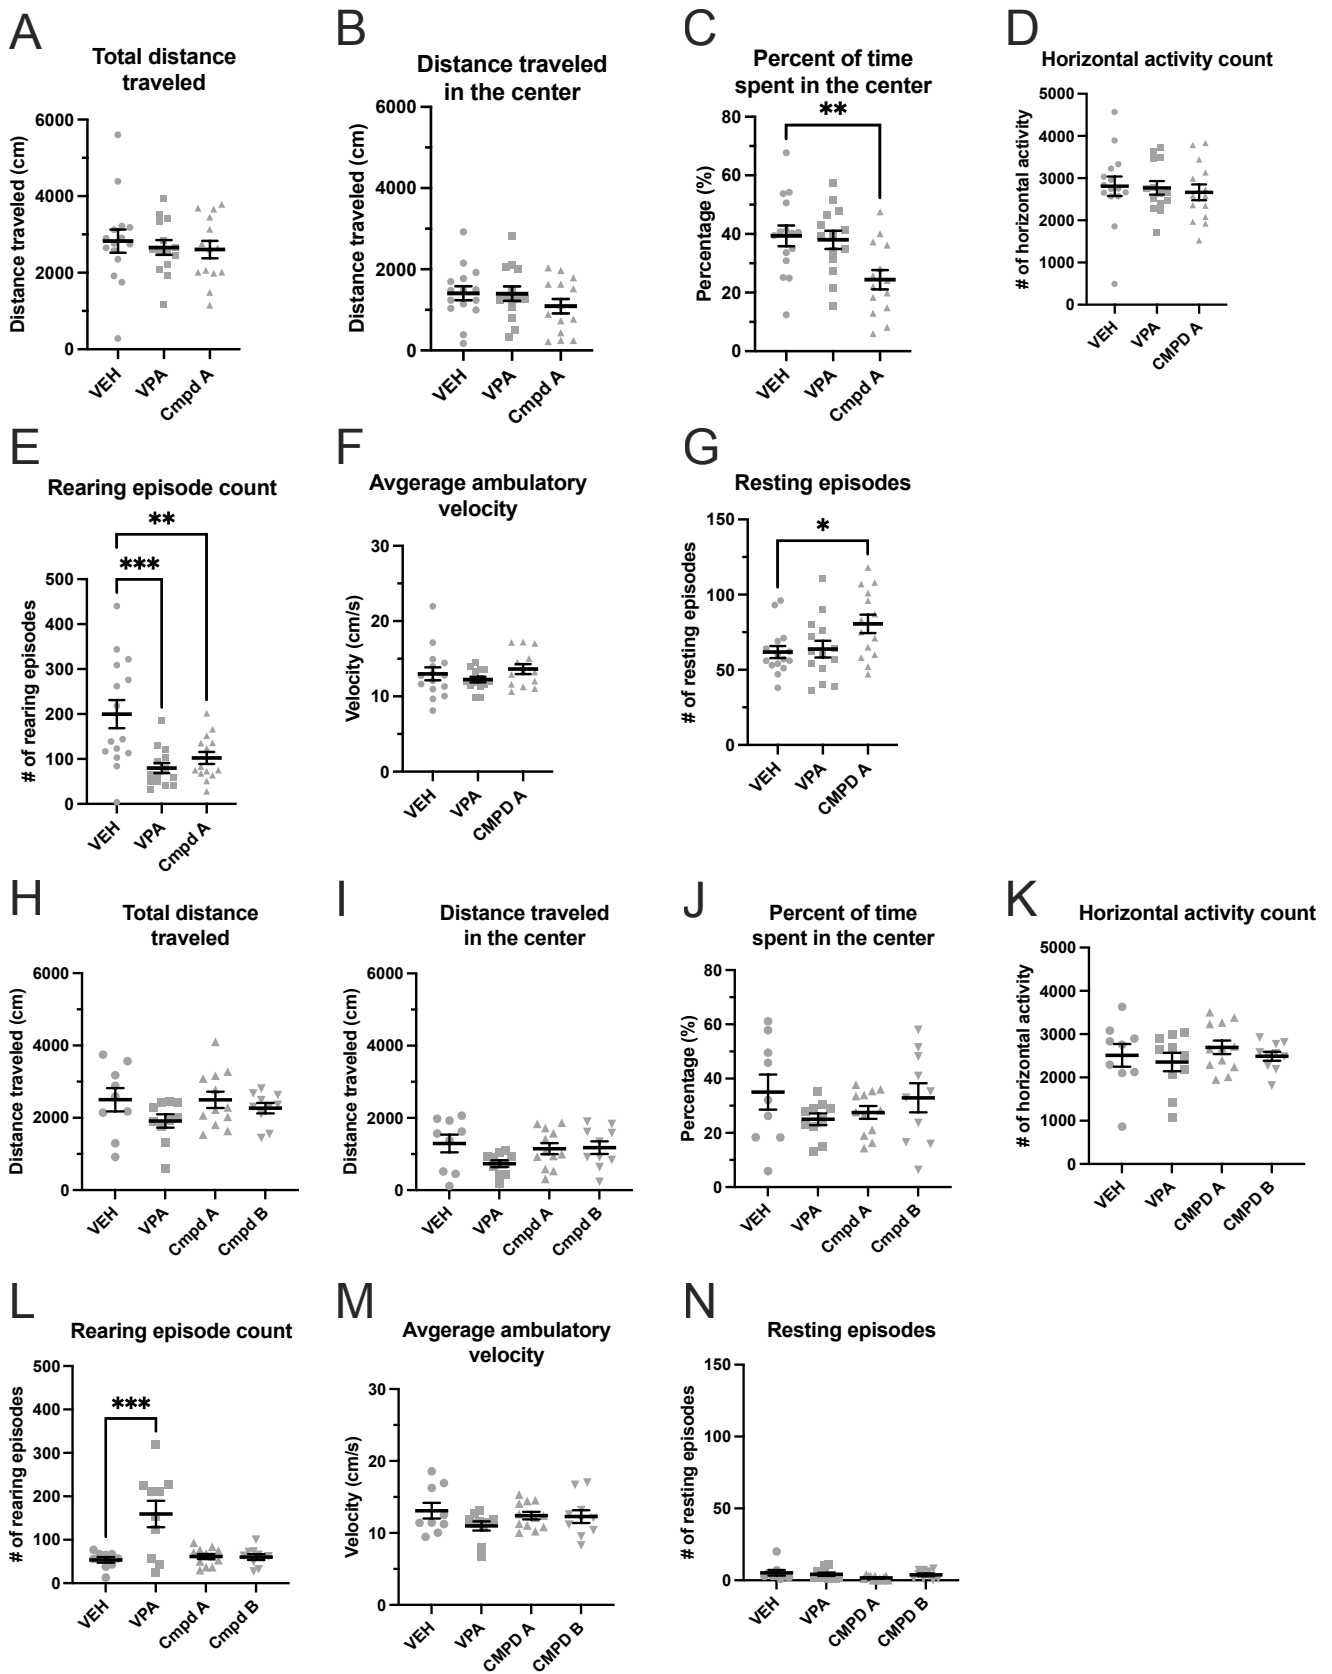 A
Total distance
traveled
Distance traveled (cm)
6000
4000
2000
0
VEH
VPA
Cmpd A
B
Distance traveled
in the center
Distance traveled (cm)
6000
4000
2000
0
VEH
VPA
Cmpd A
C
Percent of time
spent in the center
**
Percentage (%)
80
60
40
20
0
VEH
VPA
Cmpd A
D
Horizontal activity count
# of horizontal activity
5000
4000
3000
2000
1000
0
VEH
VPA
CMPD A
E
Rearing episode count
**
***
# of rearing episodes
500
400
300
200
100
0
VEH
VPA
Cmpd A
F
Avgerage ambulatory
velocity
Velocity (cm/s)
30
20
10
0
VEH
VPA
CMPD A
G
Resting episodes
*
# of resting episodes
150
100
50
0
VEH
VPA
CMPD A
H
Total distance
traveled
Distance traveled (cm)
6000
4000
2000
0
VEH
VPA
Cmpd A
Cmpd B
I
Distance traveled
in the center
Distance traveled (cm)
6000
4000
2000
0
VEH
VPA
Cmpd A
Cmpd B
J
Percent of time
spent in the center
Percentage (%)
80
60
40
20
0
VEH
VPA
Cmpd A
Cmpd B
K
Horizontal activity count
# of horizontal activity
5000
4000
3000
2000
1000
0
VEH
VPA
CMPD A
CMPD B
L
Rearing episode count
***
# of rearing episodes
500
400
300
200
100
0
VEH
VPA
Cmpd A
Cmpd B
M
Avgerage ambulatory
velocity
Velocity (cm/s)
30
20
10
0
VEH
VPA
CMPD A
CMPD B
N
Resting episodes
# of resting episodes
150
100
50
0
VEH
VPA
CMPD A
CMPD B